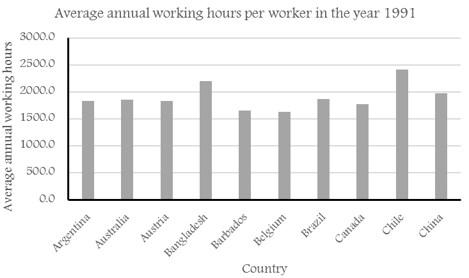 Average annual working hours per worker in the year 1991
Average annual working hours
3000.0
2500.0
2000.0
1500.0
1000.0
500.0
0.0
Argentina
Australia
Austria
Bangladesh
Barbados
Belgium
Brazil
Canada
Chile
China
Country